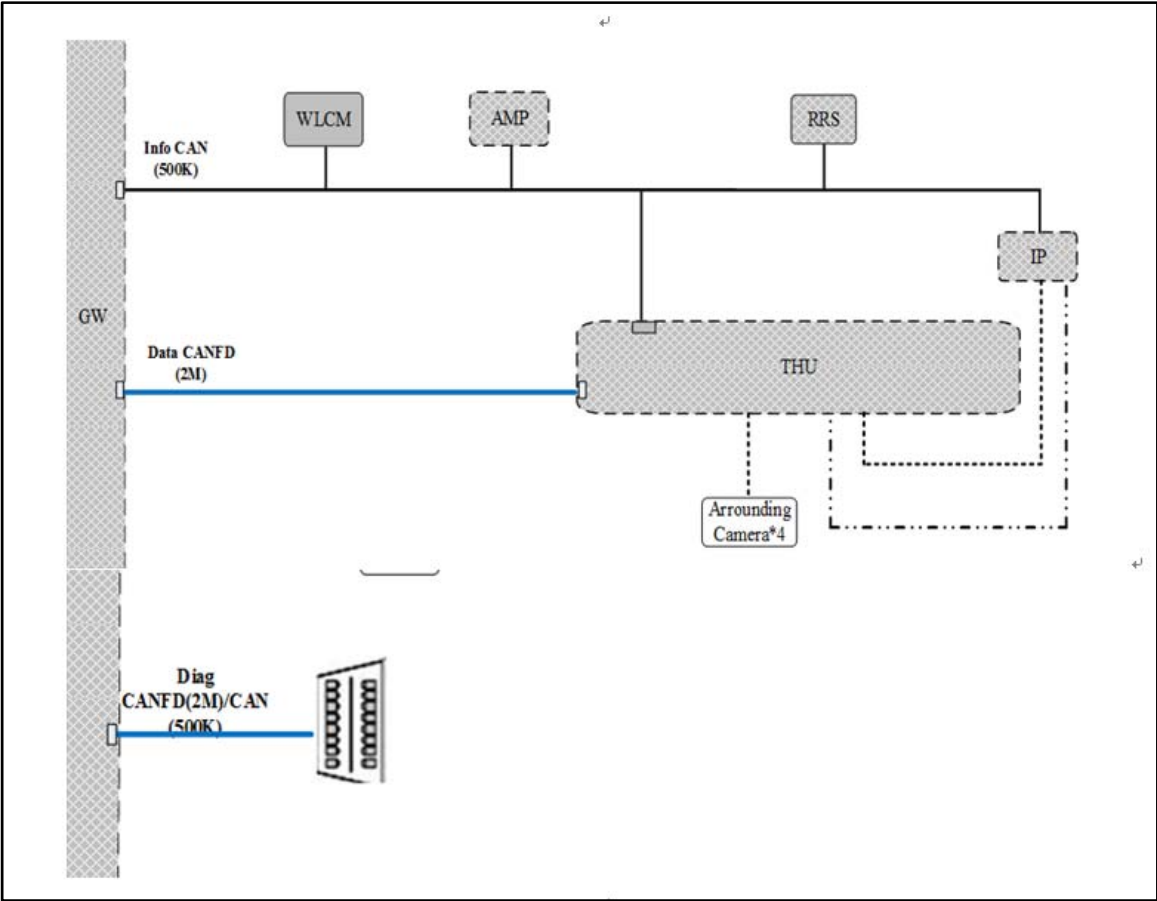 WLCM
AMP
RRS
Info CAN
(500K)
IP
GW
Data CANFD
(2M)
THU
Arrounding
Camera*4
Diag
CANFD(2M)/CAN
(500K)